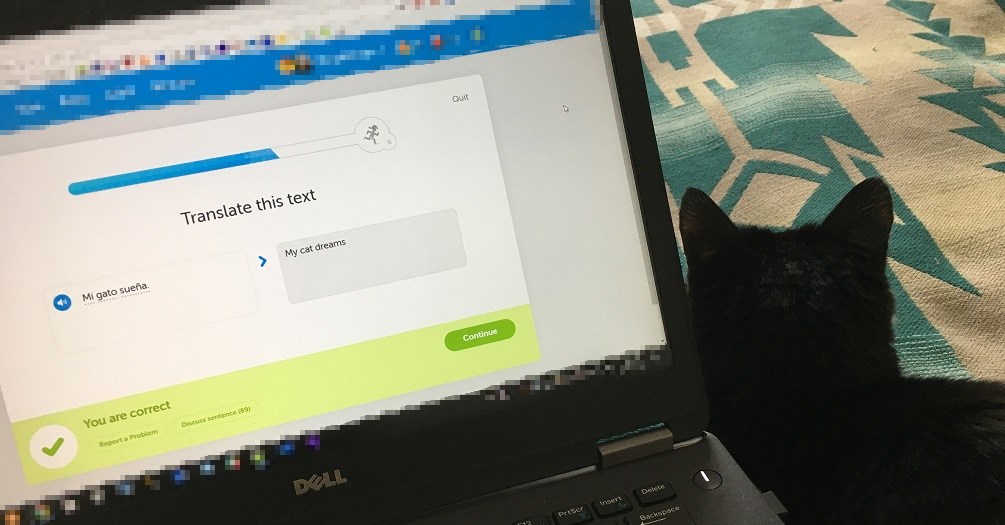 Quit
Translate this text
Mi gato sueña.
My cat dreams
Continue
You are correct
Report a Problem
Discuss sentence (89)
DELL
F12
PrtScr
Insert
Delete
Backspace